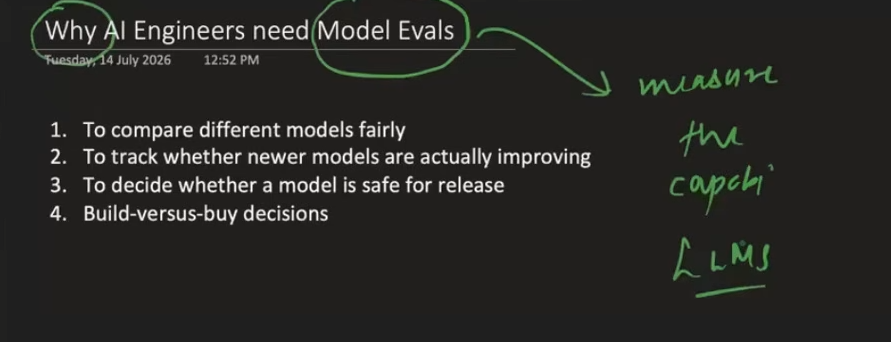 Why AI Engineers need Model Evals
Tuesday, 14 July 2026 12:52 PM
1. To compare different models fairly
2. To track whether newer models are actually improving
3. To decide whether a model is safe for release
4. Build-versus-buy decisions
measure
the
LLMs